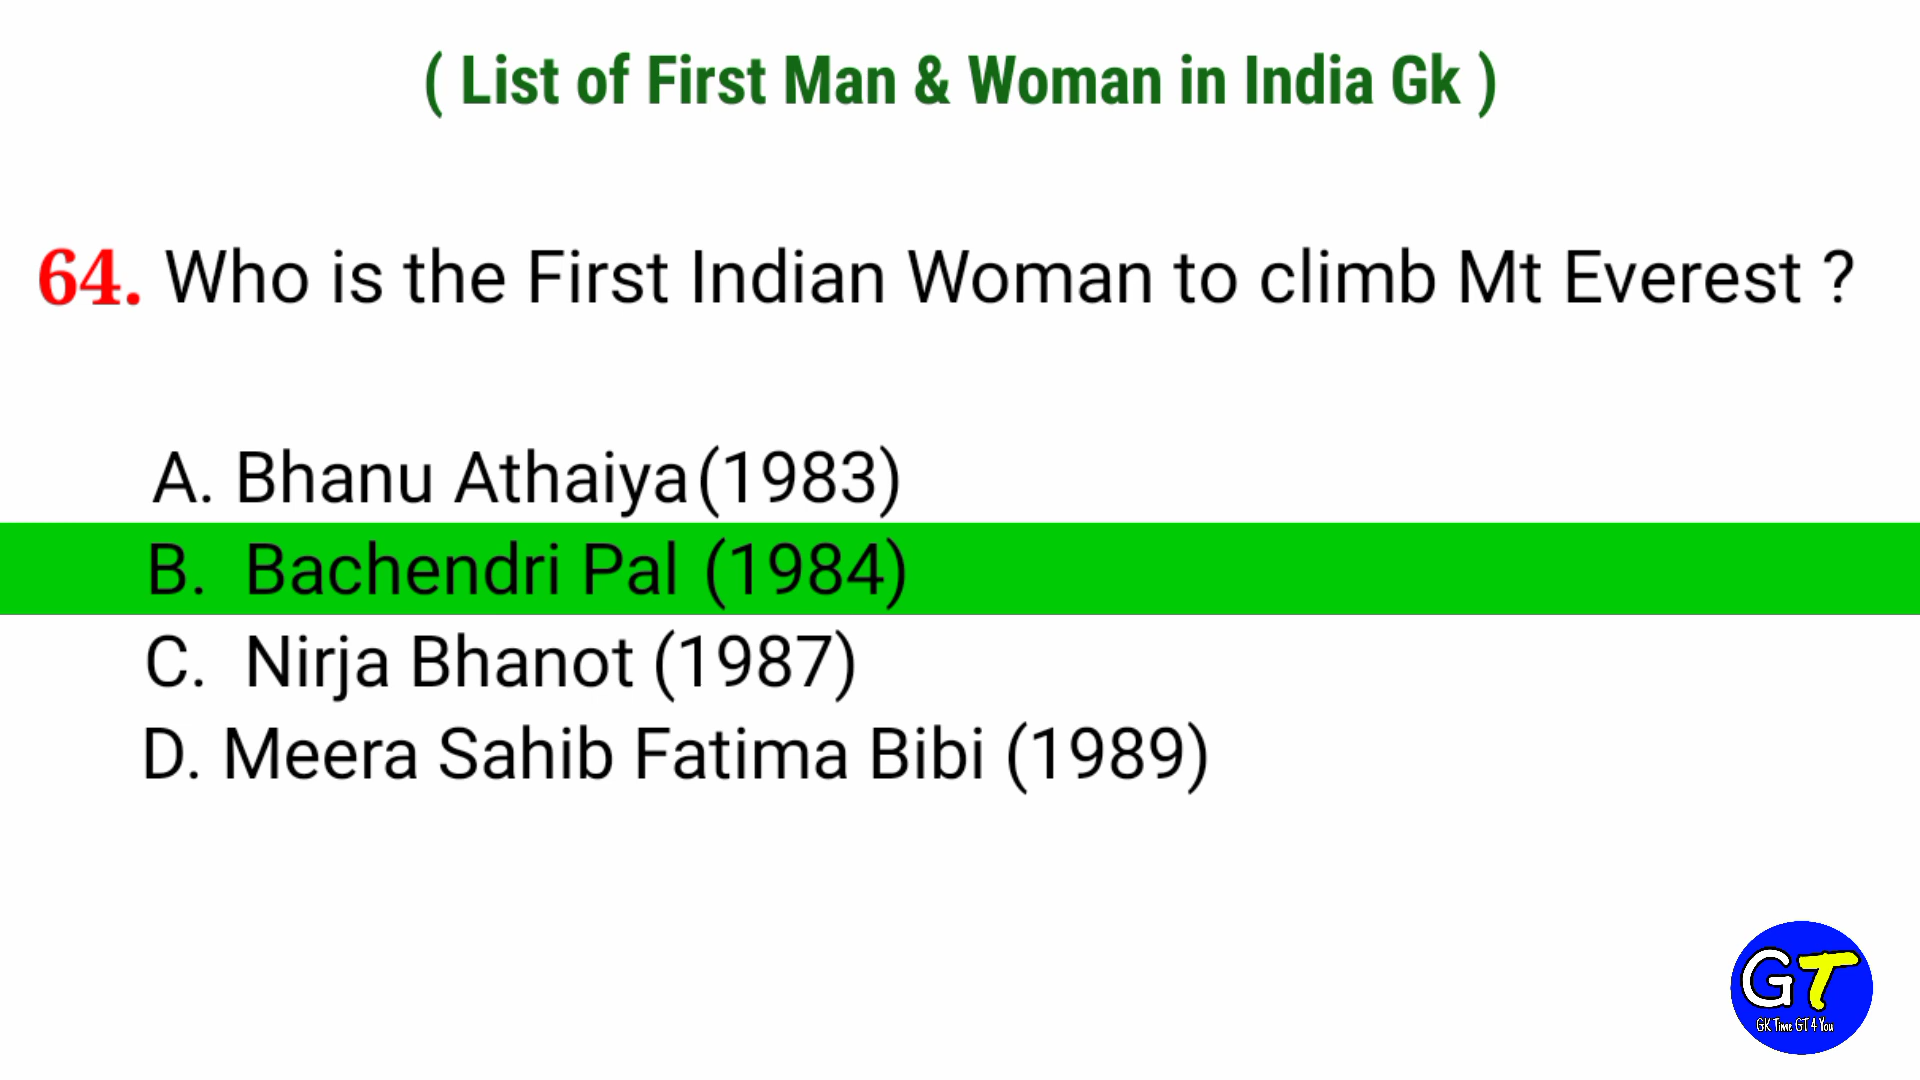 ( List of First Man & Woman in India Gk )
64. Who is the First Indian Woman to climb Mt Everest ?
A. Bhanu Athaiya(1983)
B. Bachendri Pal (1984)
C. Nirja Bhanot (1987)
D. Meera Sahib Fatima Bibi (1989)
GT
GK Time GT 4 You